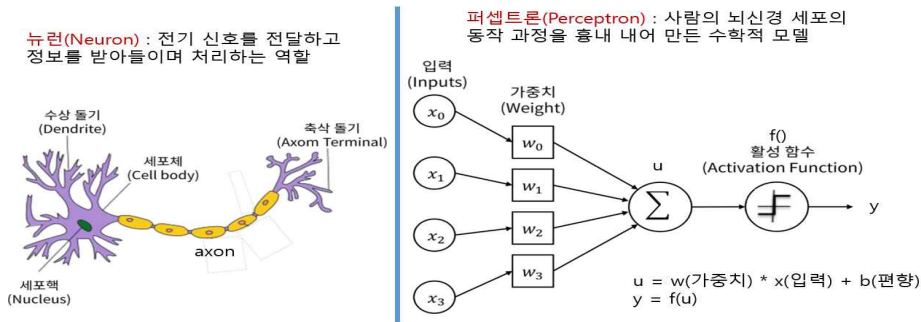 뉴런(Neuron) : 전기 신호를 전달하고
정보를 받아들이며 처리하는 역할
수상 돌기
(Dendrite)
세포체
(Cell body)
축삭 돌기
(Axom Terminal)
axon
세포핵
(Nucleus)
퍼셉트론(Perceptron) : 사람의 뇌신경 세포의
동작 과정을 흉내 내어 만든 수학적 모델
입력
(Inputs)
가중치
(Weight)
x₀
w₀
x₁
w₁
x₂
w₂
x₃
w₃
u
∑
f()
활성 함수
(Activation Function)
y
u = w(가중치) * x(입력) + b(편향)
y = f(u)